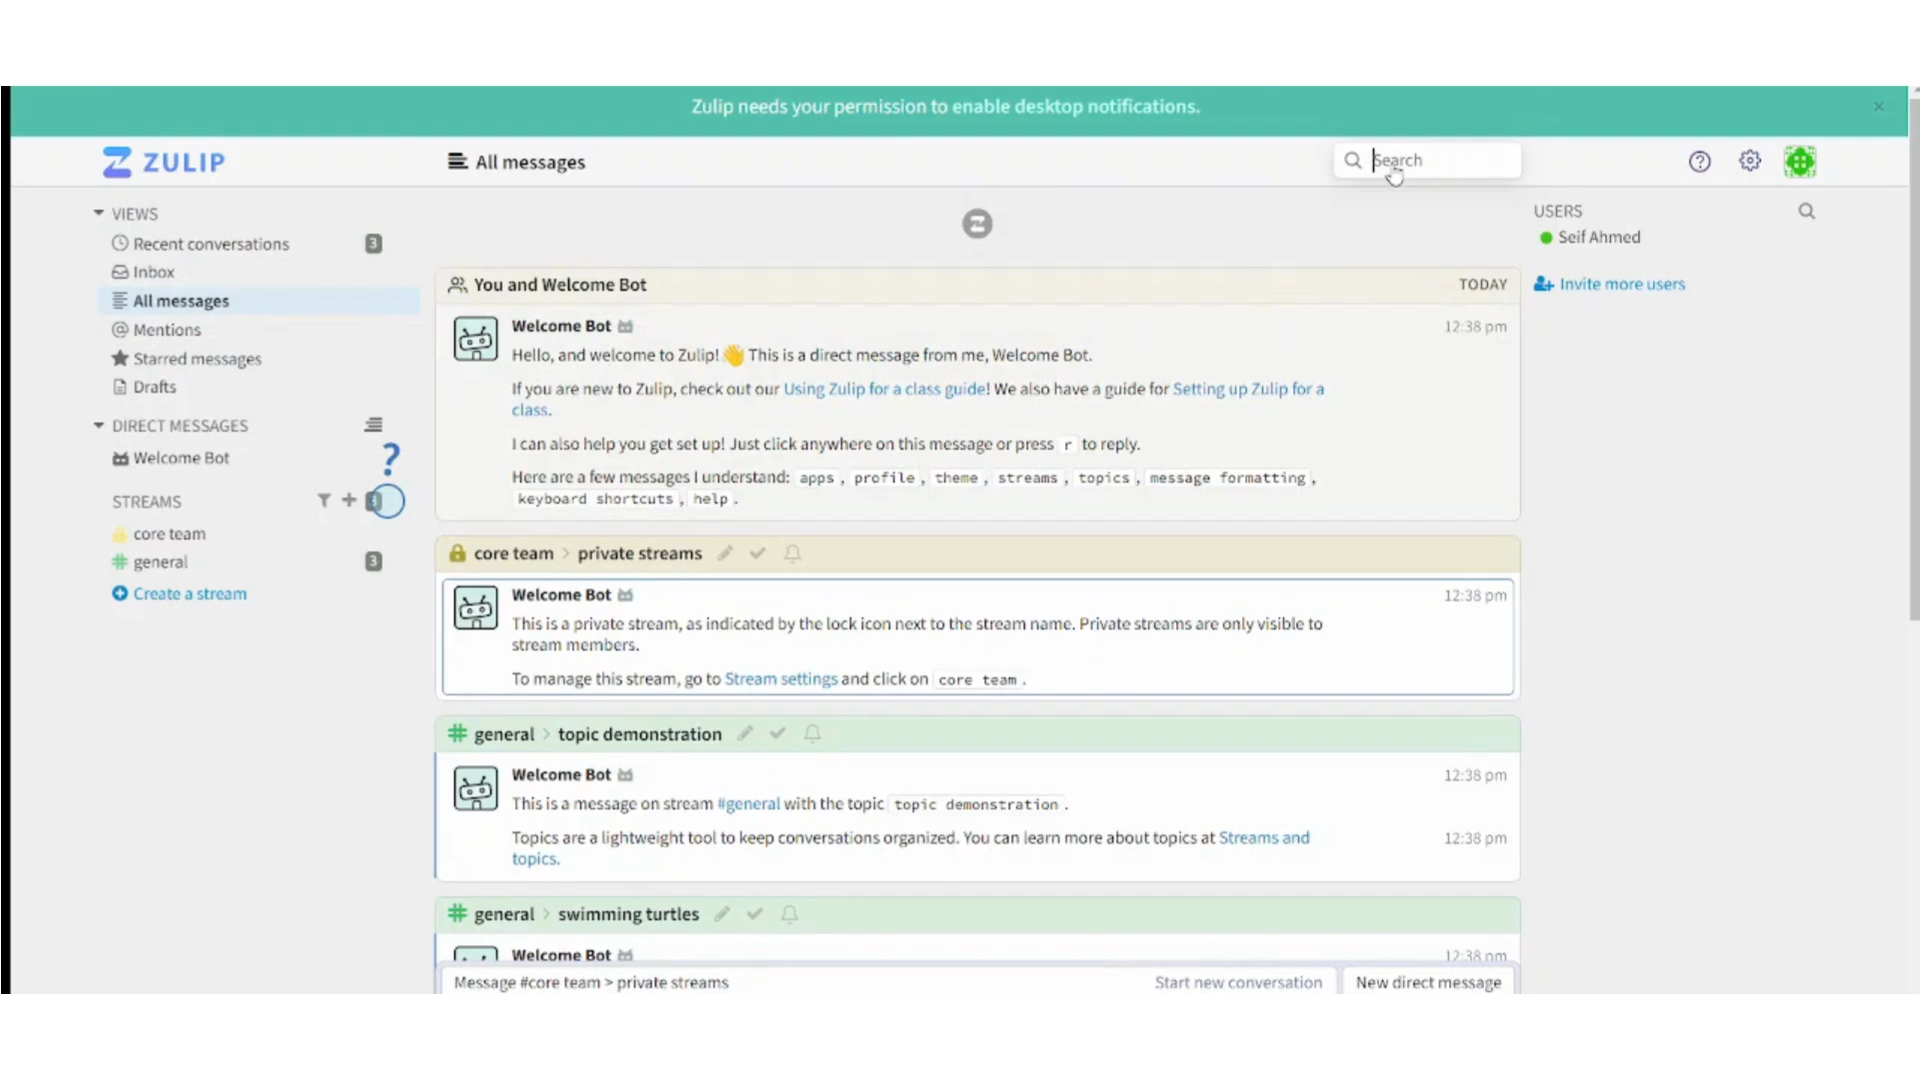 Zulip needs your permission to enable desktop notifications.
ZULIP
All messages
Search
VIEWS
Recent conversations 3
Inbox
All messages
Mentions
Starred messages
Drafts
DIRECT MESSAGES
Welcome Bot
?
STREAMS
core team
general 3
Create a stream
You and Welcome Bot TODAY
Welcome Bot 12:38 pm
Hello, and welcome to Zulip! 👋 This is a direct message from me, Welcome Bot.
If you are new to Zulip, check out our Using Zulip for a class guide! We also have a guide for Setting up Zulip for a
class.
I can also help you get set up! Just click anywhere on this message or press r to reply.
Here are a few messages I understand: apps, profile, theme, streams, topics, message formatting,
keyboard shortcuts, help.
core team > private streams
Welcome Bot 12:38 pm
This is a private stream, as indicated by the lock icon next to the stream name. Private streams are only visible to
stream members.
To manage this stream, go to Stream settings and click on core team.
# general > topic demonstration
Welcome Bot 12:38 pm
This is a message on stream #general with the topic topic demonstration.
Topics are a lightweight tool to keep conversations organized. You can learn more about topics at Streams and 12:38 pm
topics.
# general > swimming turtles
Welcome Bot 12:38 pm
Message #core team > private streams
Start new conversation
New direct message
USERS
Seif Ahmed
Invite more users